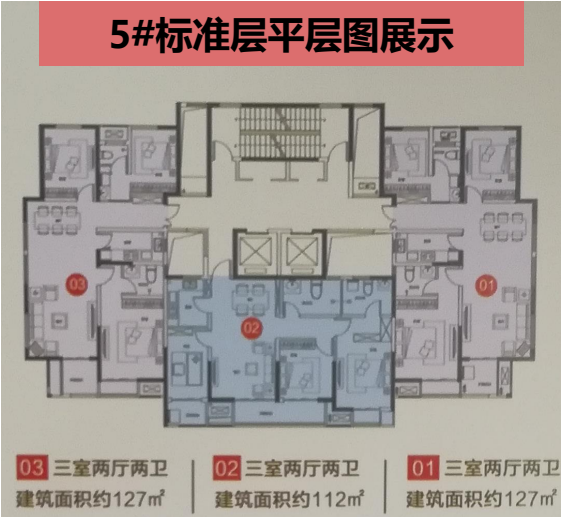 5#标准层平层图展示
03
02
01
03 三室两厅两卫
建筑面积约127㎡
02 三室两厅两卫
建筑面积约112㎡
01 三室两厅两卫
建筑面积约127㎡